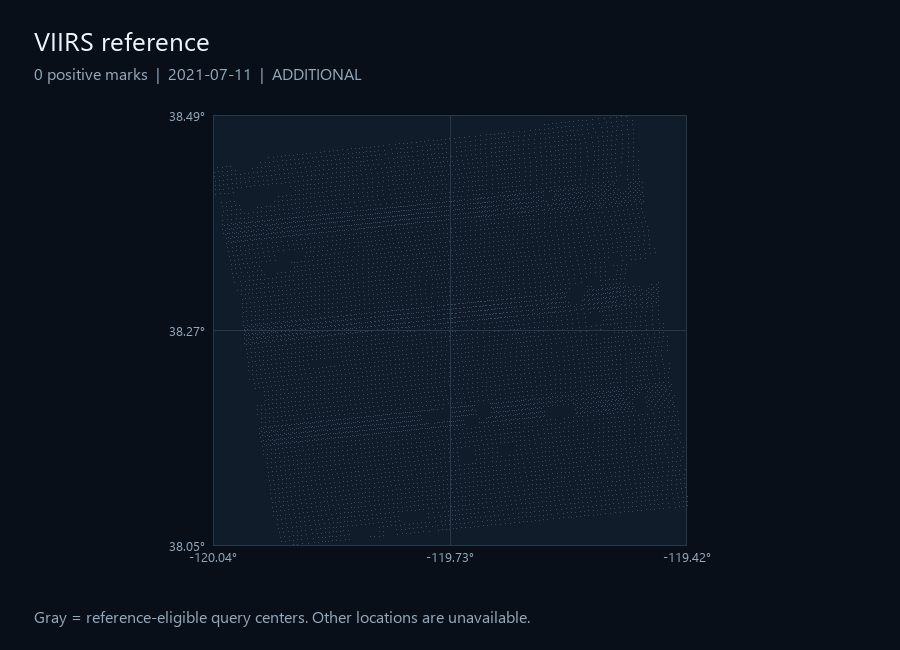 VIIRS reference
0 positive marks | 2021-07-11 | ADDITIONAL
38.49°
38.27°
38.05°
-120.04°
-119.73°
-119.42°
Gray = reference-eligible query centers. Other locations are unavailable.